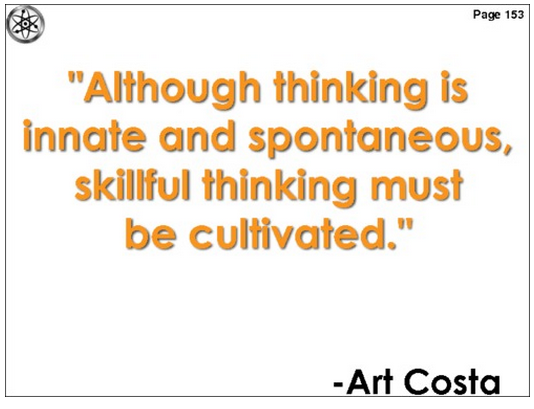 Page 153
"Although thinking is
innate and spontaneous,
skillful thinking must
be cultivated."
-Art Costa